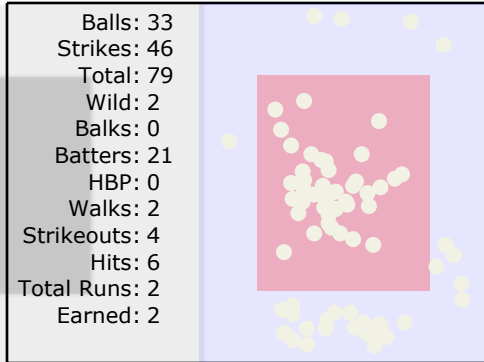 Balls: 33
Strikes: 46
Total: 79
Wild: 2
Balks: 0
Batters: 21
HBP: 0
Walks: 2
Strikeouts: 4
Hits: 6
Total Runs: 2
Earned: 2